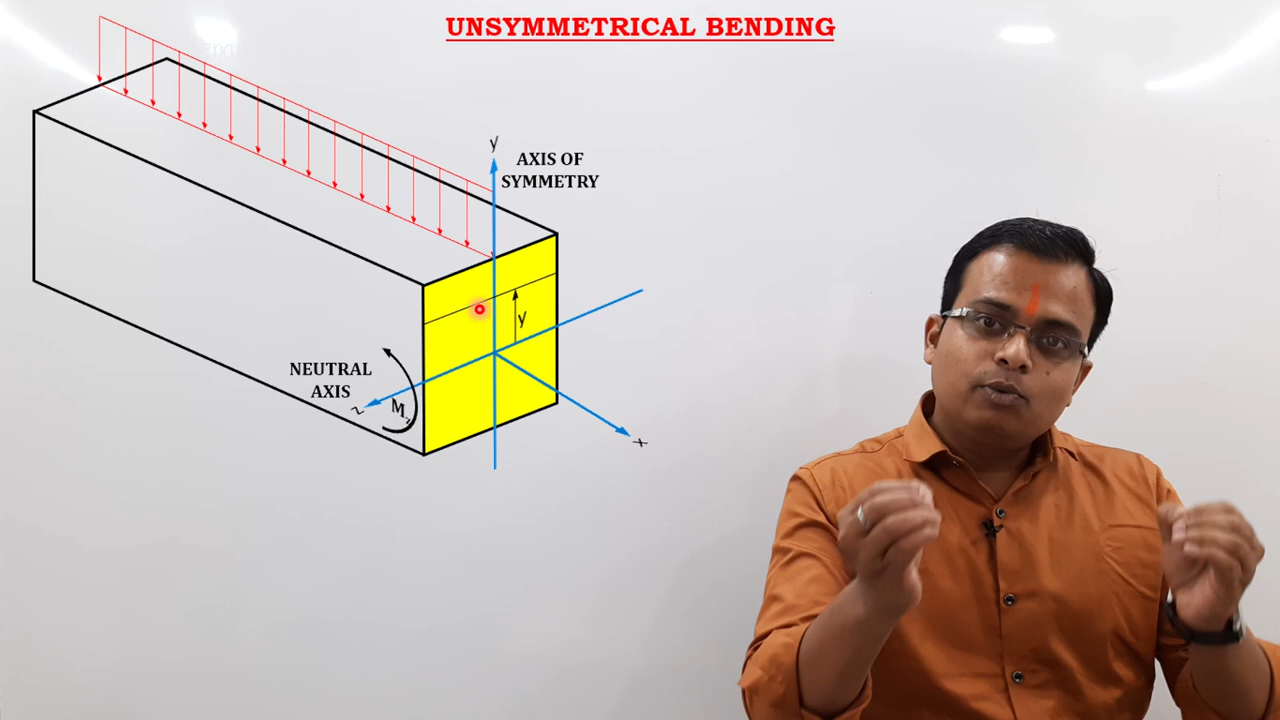 UNSYMMETRICAL BENDING
y
AXIS OF
SYMMETRY
y
NEUTRAL
AXIS
z
M
x